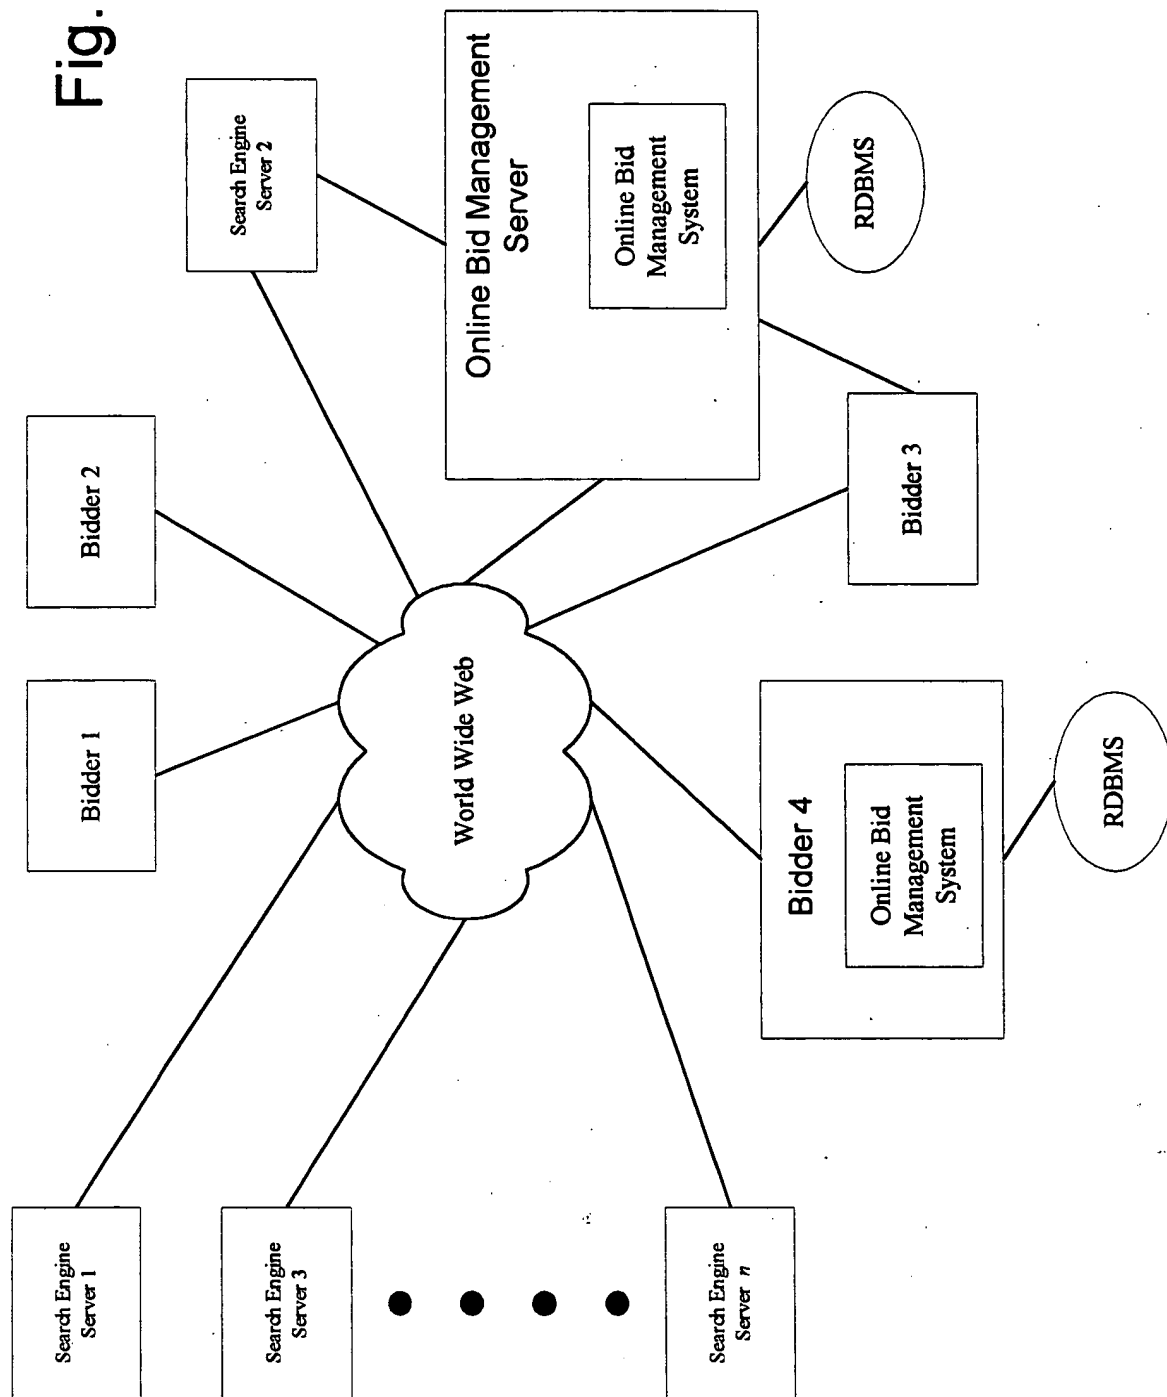 Fig.
Search Engine
Server 1
Bidder 1
Bidder 2
Search Engine
Server 2
Search Engine
Server 3
World Wide Web
Online Bid Management
Server
Online Bid
Management
System
Bidder 4
Online Bid
Management
System
Bidder 3
RDBMS
Search Engine
Server n
RDBMS